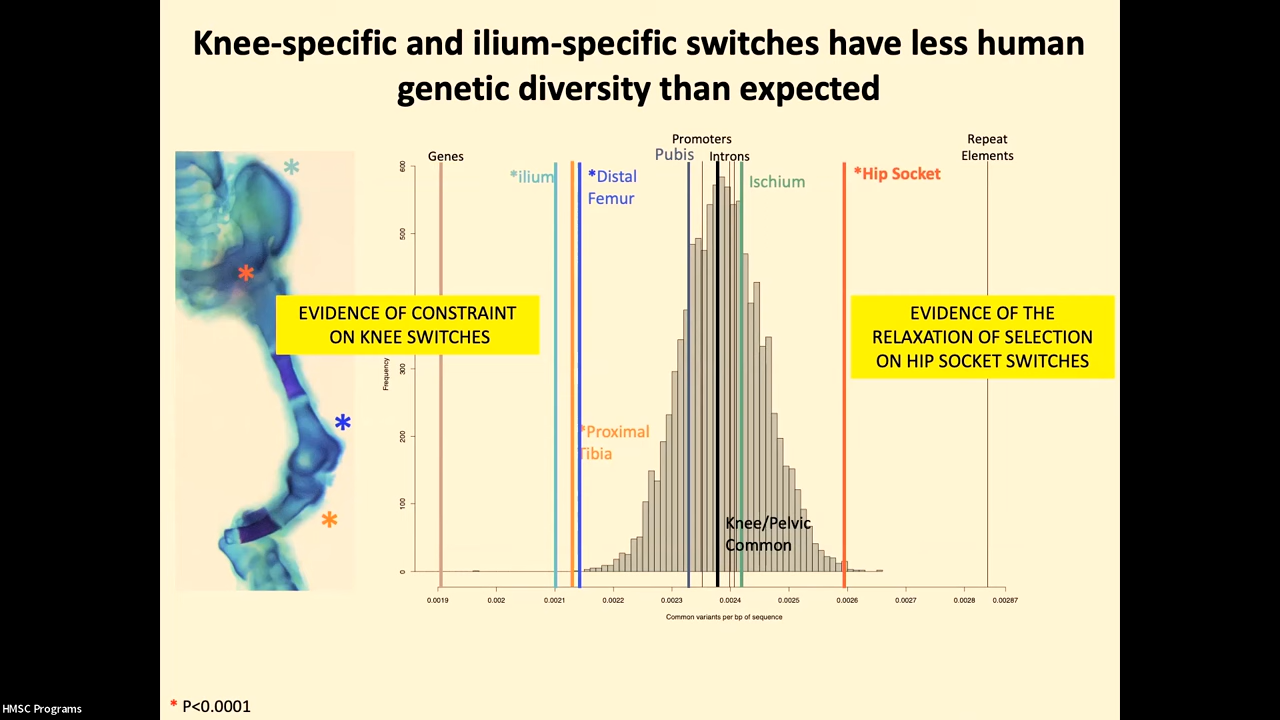 Knee-specific and ilium-specific switches have less human
genetic diversity than expected
Genes
*ilium
*Distal
Femur
Pubis
Promoters
Introns
Ischium
*Hip Socket
Repeat
Elements
*
*
*
*
EVIDENCE OF CONSTRAINT
ON KNEE SWITCHES
EVIDENCE OF THE
RELAXATION OF SELECTION
ON HIP SOCKET SWITCHES
*Proximal
Tibia
Knee/Pelvic
Common
Frequency
600
500
300
200
100
0
0.0019 0.002 0.0021 0.0022 0.0023 0.0024 0.0025 0.0026 0.0027 0.0028 0.00287
Common variants per bp of sequence
* P<0.0001
HMSC Programs